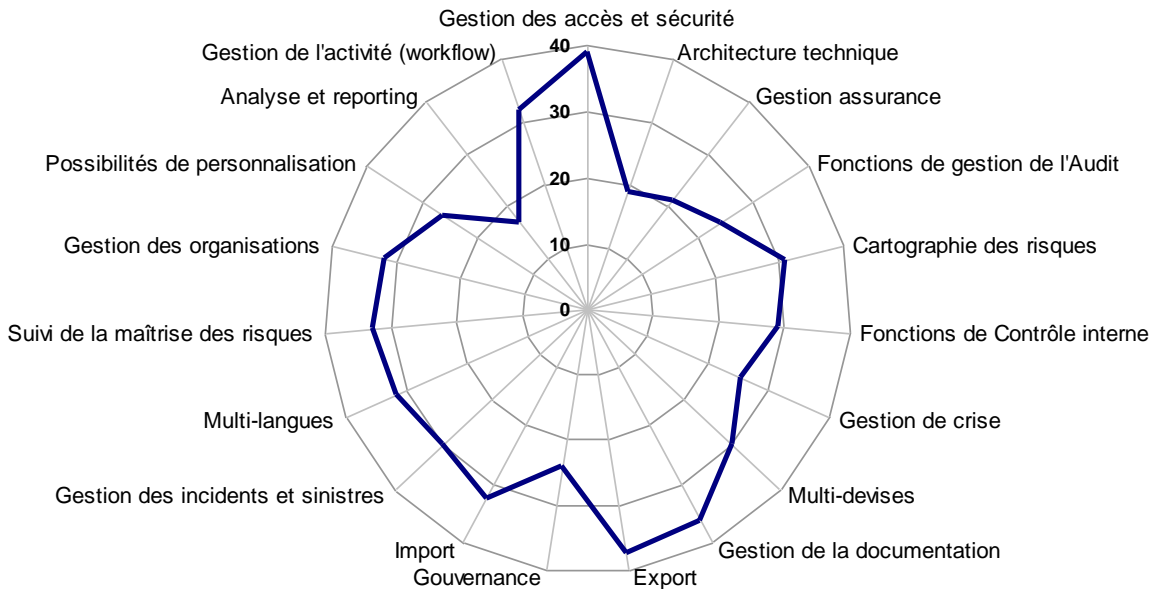 Gestion des accès et sécurité
Gestion de l'activité (workflow)
40
Architecture technique
Analyse et reporting
Gestion assurance
30
Possibilités de personnalisation
Fonctions de gestion de l'Audit
20
Gestion des organisations
Cartographie des risques
10
0
Suivi de la maîtrise des risques
Fonctions de Contrôle interne
Multi-langues
Gestion de crise
Gestion des incidents et sinistres
Multi-devises
Import
Gestion de la documentation
Gouvernance
Export